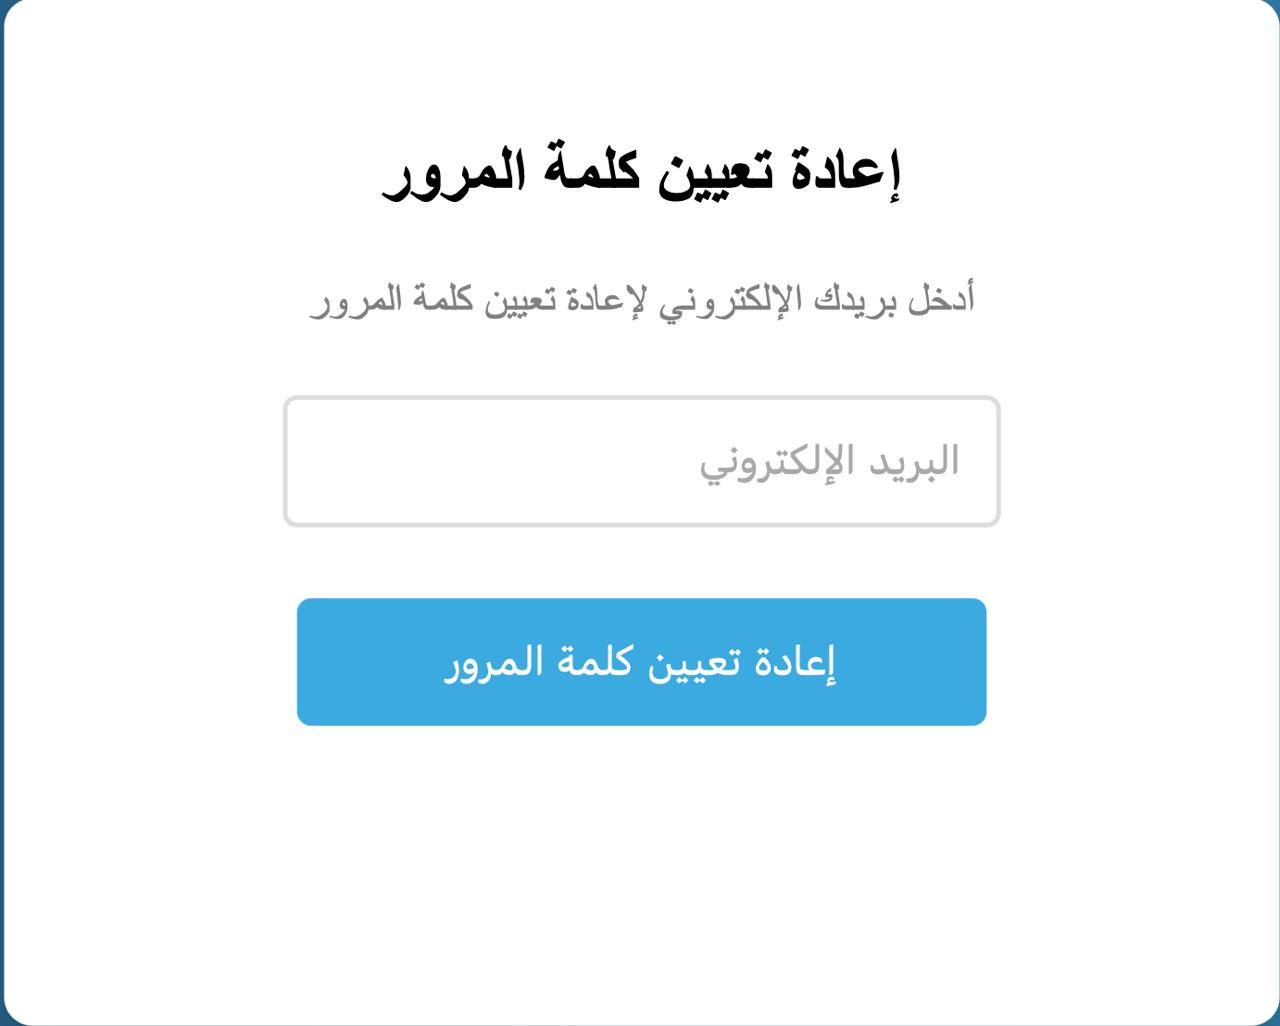 إعادة تعيين كلمة المرور
أدخل بريدك الإلكتروني لإعادة تعيين كلمة المرور
البريد الإلكتروني
إعادة تعيين كلمة المرور